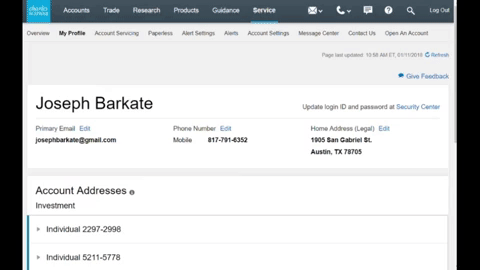 charles
SCHWAB
Accounts Trade Research Products Guidance Service Log Out
Overview My Profile Account Servicing Paperless Alert Settings Alerts Account Settings Message Center Contact Us Open An Account
Page last updated: 10:58 AM ET, 01/11/2018 Refresh
Give Feedback
Joseph Barkate
Update login ID and password at Security Center
Primary Email Edit Phone Number Edit Home Address (Legal) Edit
josephbarkate@gmail.com Mobile 817-791-6352 1905 San Gabriel St.
Austin, TX 78705
Account Addresses
Investment
Individual 2297-2998
Individual 5211-5778